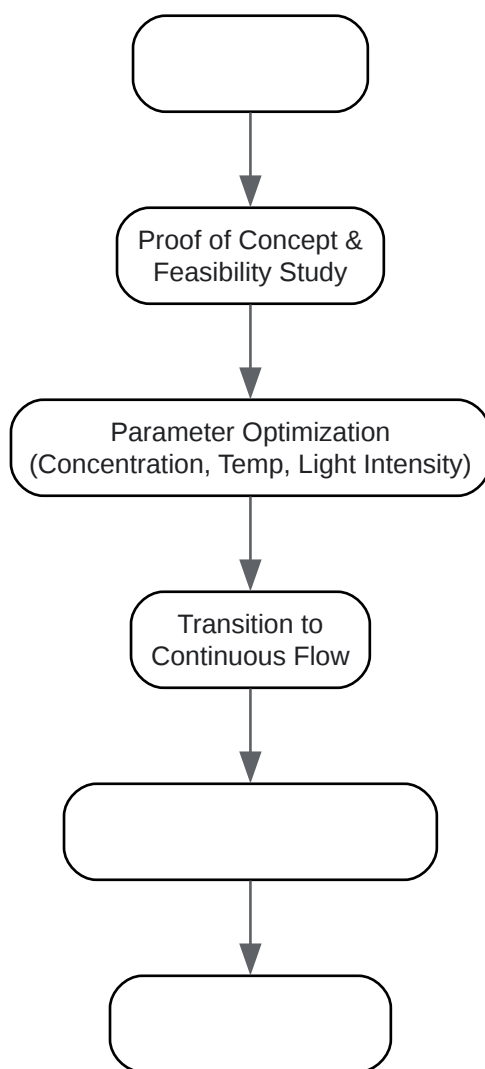 Proof of Concept &
Feasibility Study
Parameter Optimization
(Concentration, Temp, Light Intensity)
Transition to
Continuous Flow